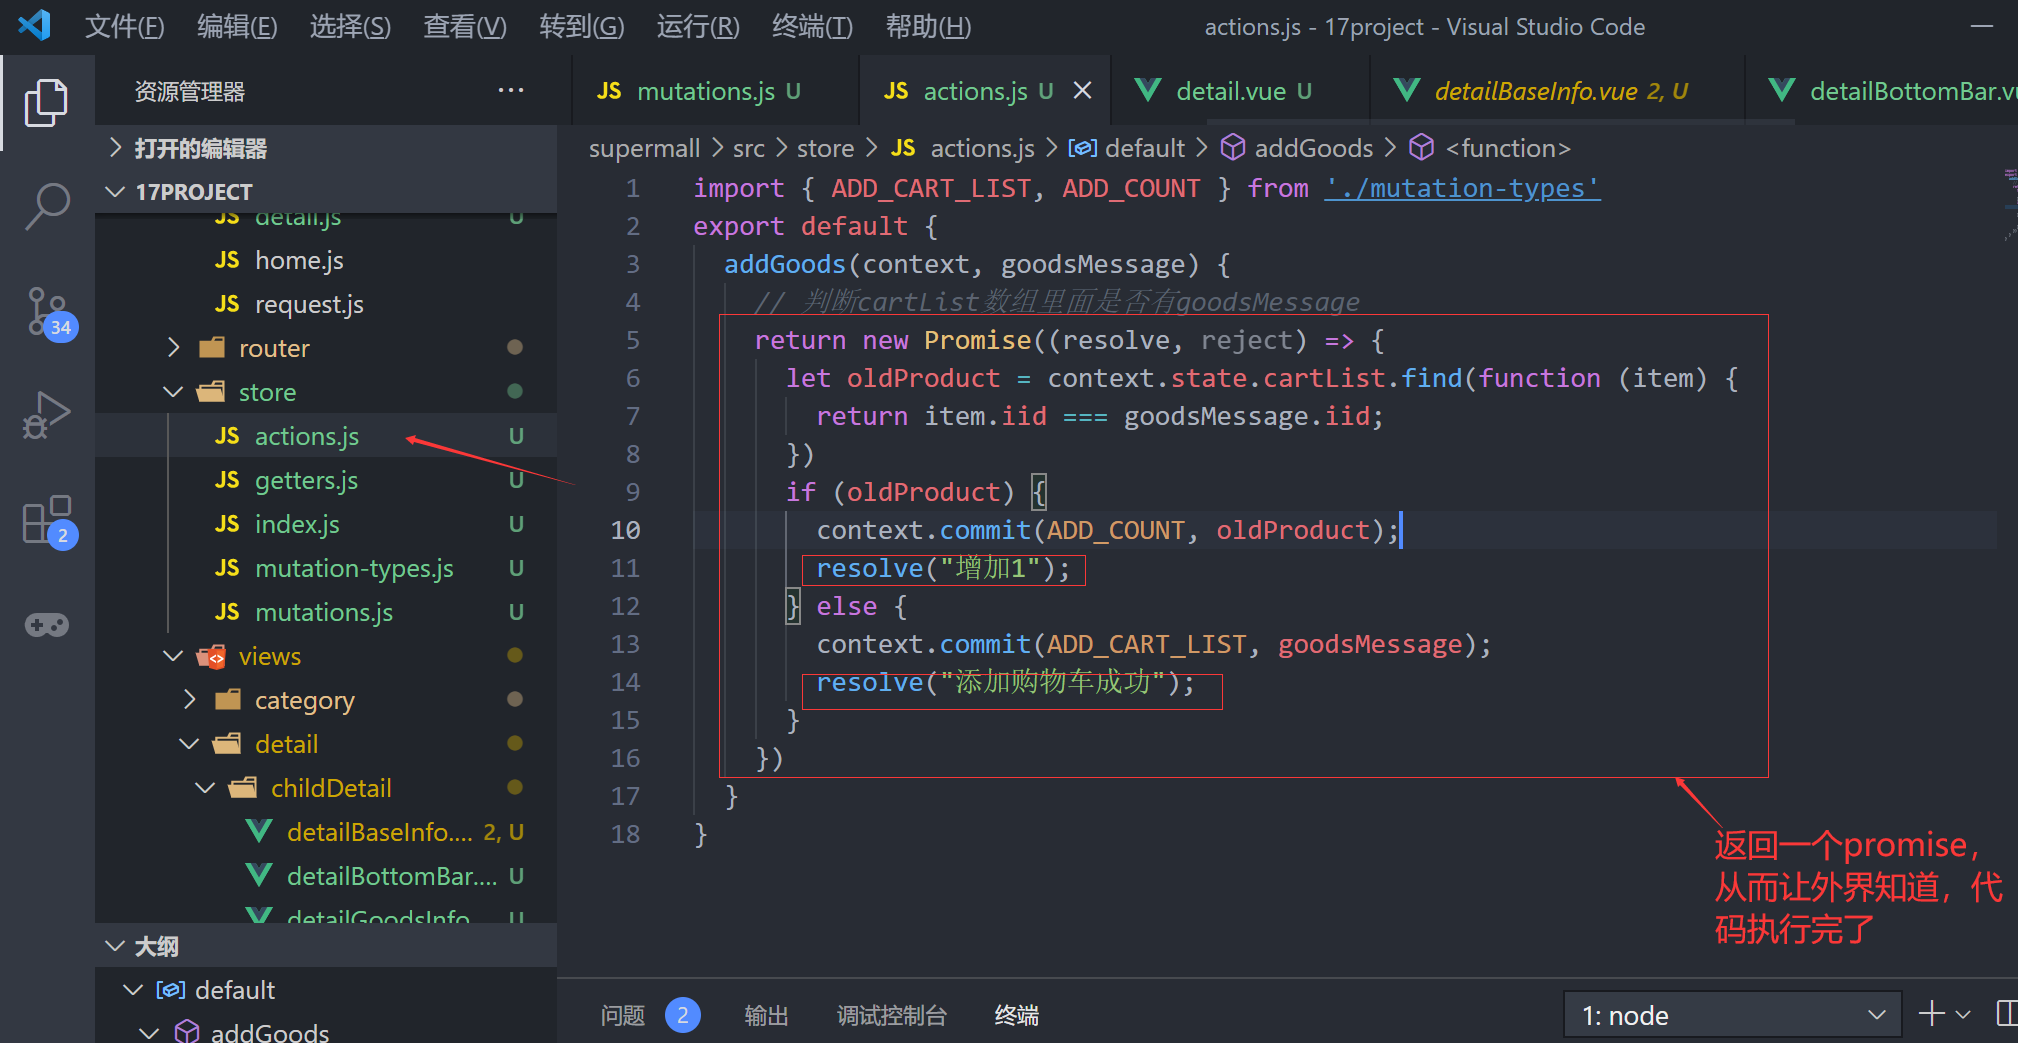 文件(F) 编辑(E) 选择(S) 查看(V) 转到(G) 运行(R) 终端(T) 帮助(H) actions.js - 17project - Visual Studio Code
资源管理器 ···
JS mutations.js U JS actions.js U detail.vue U detailBaseInfo.vue 2, U detailBottomBar.vu
打开的编辑器
17PROJECT
JS detail.js U
JS home.js
JS request.js
router
store
JS actions.js U
JS getters.js U
JS index.js U
JS mutation-types.js U
JS mutations.js U
views
category
detail
childDetail
detailBaseInfo.... 2, U
detailBottomBar.... U
detailGoodsInfo U
大纲
default
addGoods
34
2
supermall > src > store > JS actions.js > default > addGoods > <function>
1 import { ADD_CART_LIST, ADD_COUNT } from './mutation-types'
2 export default {
3 addGoods(context, goodsMessage) {
4 // 判断cartList数组里面是否有goodsMessage
5 return new Promise((resolve, reject) => {
6 let oldProduct = context.state.cartList.find(function (item) {
7 return item.iid === goodsMessage.iid;
8 })
9 if (oldProduct) {
10 context.commit(ADD_COUNT, oldProduct);
11 resolve("增加1");
12 } else {
13 context.commit(ADD_CART_LIST, goodsMessage);
14 resolve("添加购物车成功");
15 }
16 })
17 }
18 }
返回一个promise，
从而让外界知道，代
码执行完了
问题 2 输出 调试控制台 终端 1: node